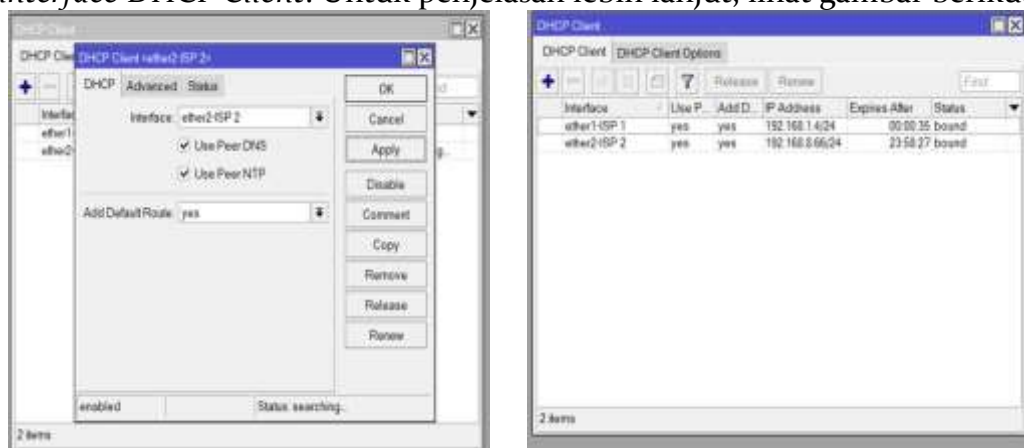 interface DHCP Client. Untuk penjelasan lebih lanjut, lihat gambar
DHCP Client
DHCP Clie
DHCP Client <ether2-ISP 2>
DHCP Advanced Status
Interface: ether2-ISP 2
Use Peer DNS
Use Peer NTP
Add Default Route: yes
OK
Cancel
Apply
Disable
Comment
Copy
Remove
Release
Renew
enabled
Status: searching...
2 items
DHCP Client
DHCP Client DHCP Client Options
Release Renew Find
Interface Use P... Add D... IP Address Expires After Status
ether1-ISP 1 yes yes 192.168.1.4/24 00:00:35 bound
ether2-ISP 2 yes yes 192.168.8.66/24 23:58:27 bound
2 items